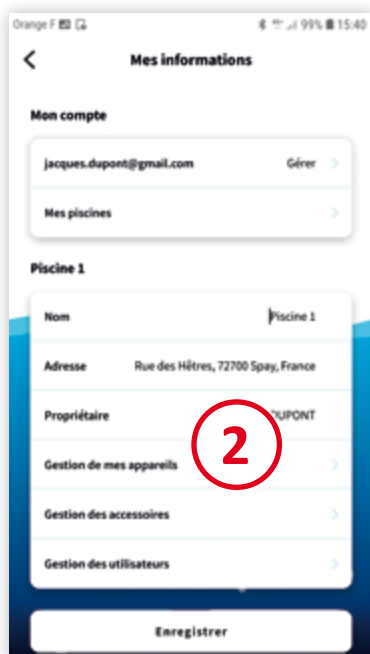 Orange F 99% 15:40
Mes informations
Mon compte
jacques.dupont@gmail.com Gérer
Mes piscines
Piscine 1
Nom Piscine 1
Adresse Rue des Hêtres, 72700 Spay, France
Propriétaire DUPONT
2
Gestion de mes appareils
Gestion des accessoires
Gestion des utilisateurs
Enregistrer